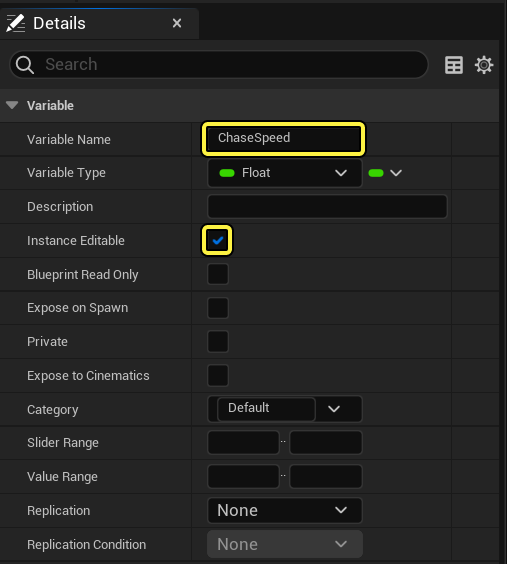 Details
Search
Variable
Variable Name ChaseSpeed
Variable Type Float
Description
Instance Editable
Blueprint Read Only
Expose on Spawn
Private
Expose to Cinematics
Category Default
Slider Range ..
Value Range ..
Replication None
Replication Condition None